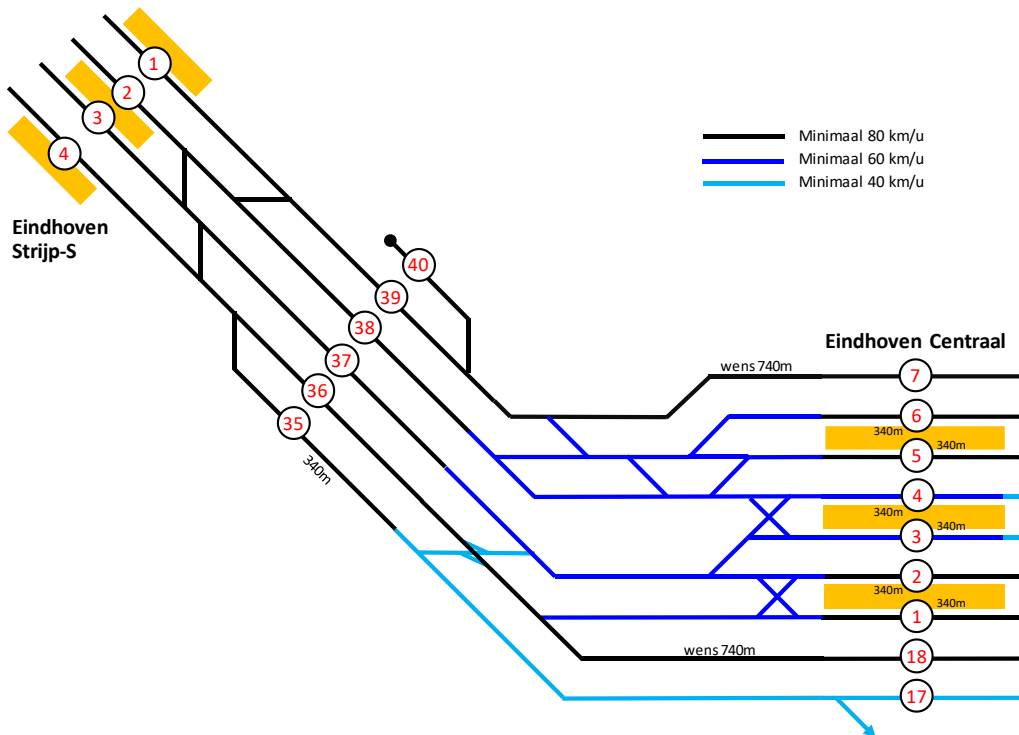 1
2
3
4
Eindhoven
Strijp-S
Minimaal 80 km/u
Minimaal 60 km/u
Minimaal 40 km/u
40
39
38
37
36
35
340m
Eindhoven Centraal
wens 740m
7
6
340m
340m
5
4
340m
340m
3
2
340m
340m
1
wens 740m
18
17